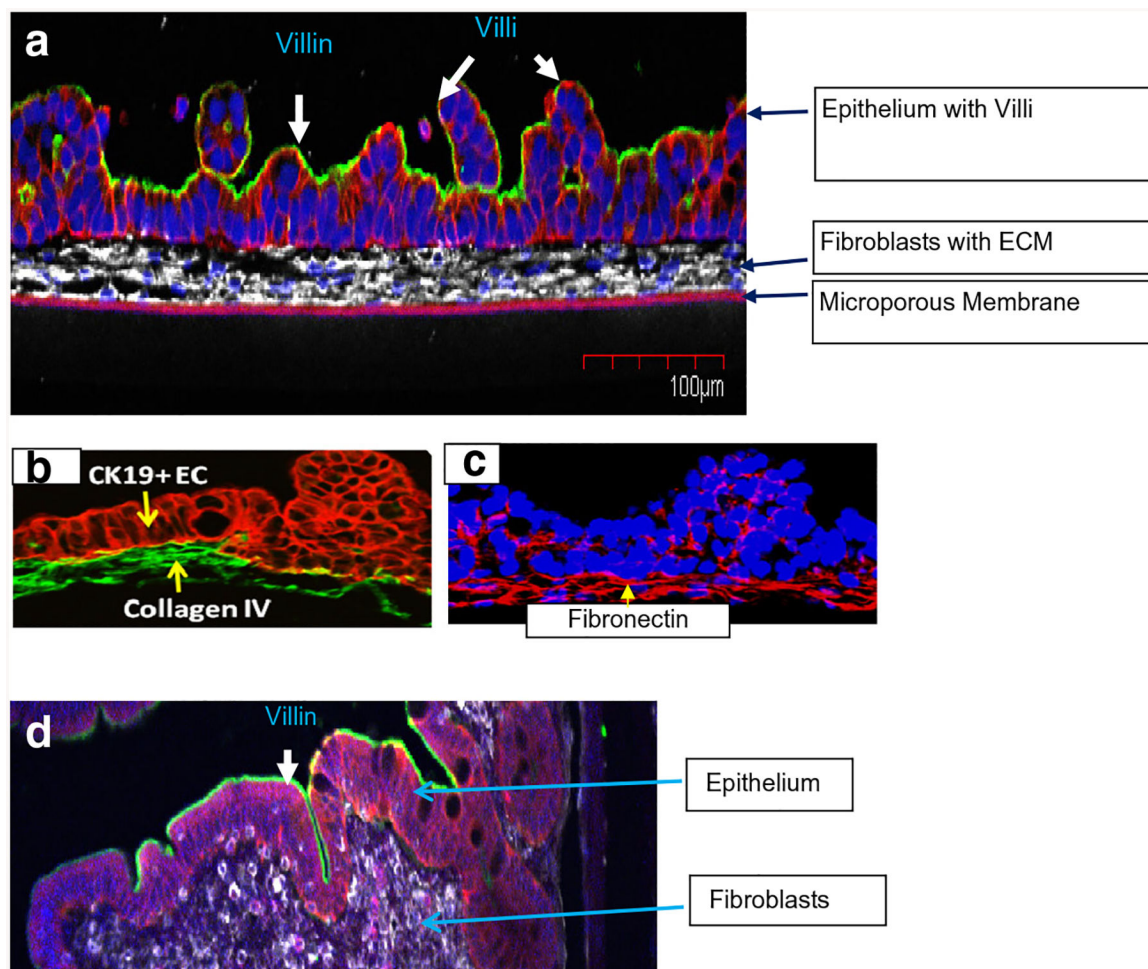 a
Villin
Villi
Epithelium with Villi
Fibroblasts with ECM
Microporous Membrane
100µm
b
CK19+ EC
Collagen IV
c
Fibronectin
d
Villin
Epithelium
Fibroblasts